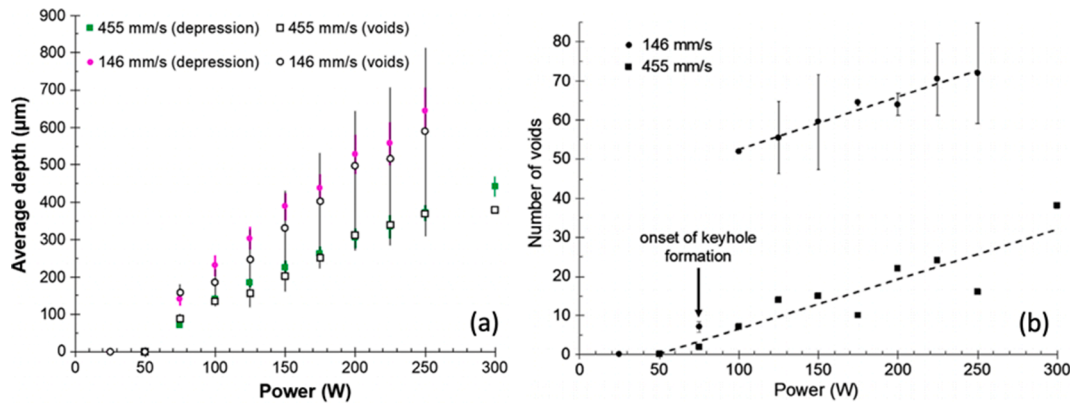 900
800
700
600
500
400
300
200
100
0
Average depth (µm)
455 mm/s (depression)
455 mm/s (voids)
146 mm/s (depression)
146 mm/s (voids)
(a)
0
50
100
150
200
250
300
Power (W)
80
70
60
50
40
30
20
10
0
Number of voids
146 mm/s
455 mm/s
onset of keyhole
formation
(b)
0
50
100
150
200
250
300
Power (W)